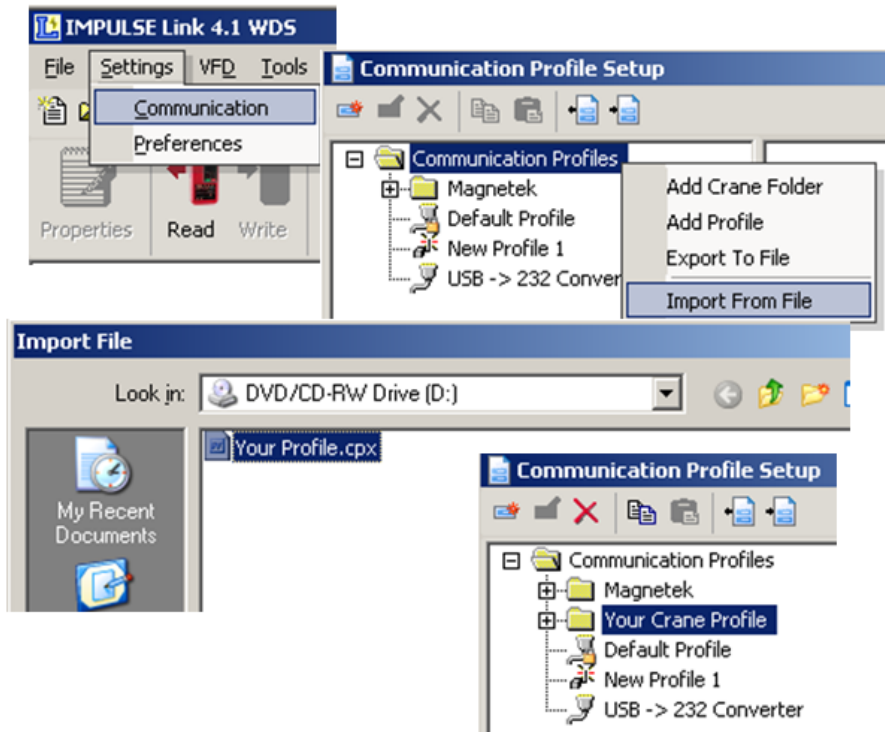 IMPULSE Link 4.1 WDS
File Settings VFD Tools
Communication
Preferences
Properties Read Write
Communication Profile Setup
Communication Profiles
Magnetek
Default Profile
New Profile 1
USB -> 232 Conver
Add Crane Folder
Add Profile
Export To File
Import From File
Import File
Look in: DVD/CD-RW Drive (D:)
Your Profile.cpx
My Recent
Documents
Communication Profile Setup
Communication Profiles
Magnetek
Your Crane Profile
Default Profile
New Profile 1
USB -> 232 Converter